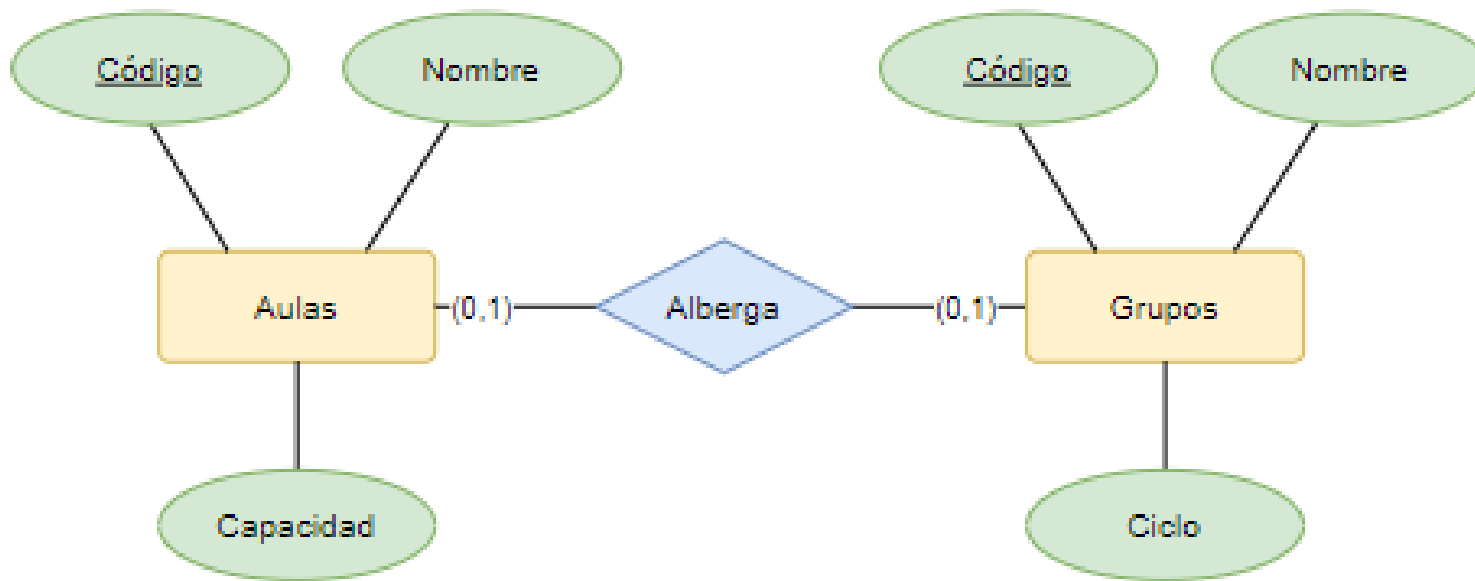 Código
Nombre
Código
Nombre
Aulas
(0,1)
Alberga
(0,1)
Grupos
Capacidad
Ciclo